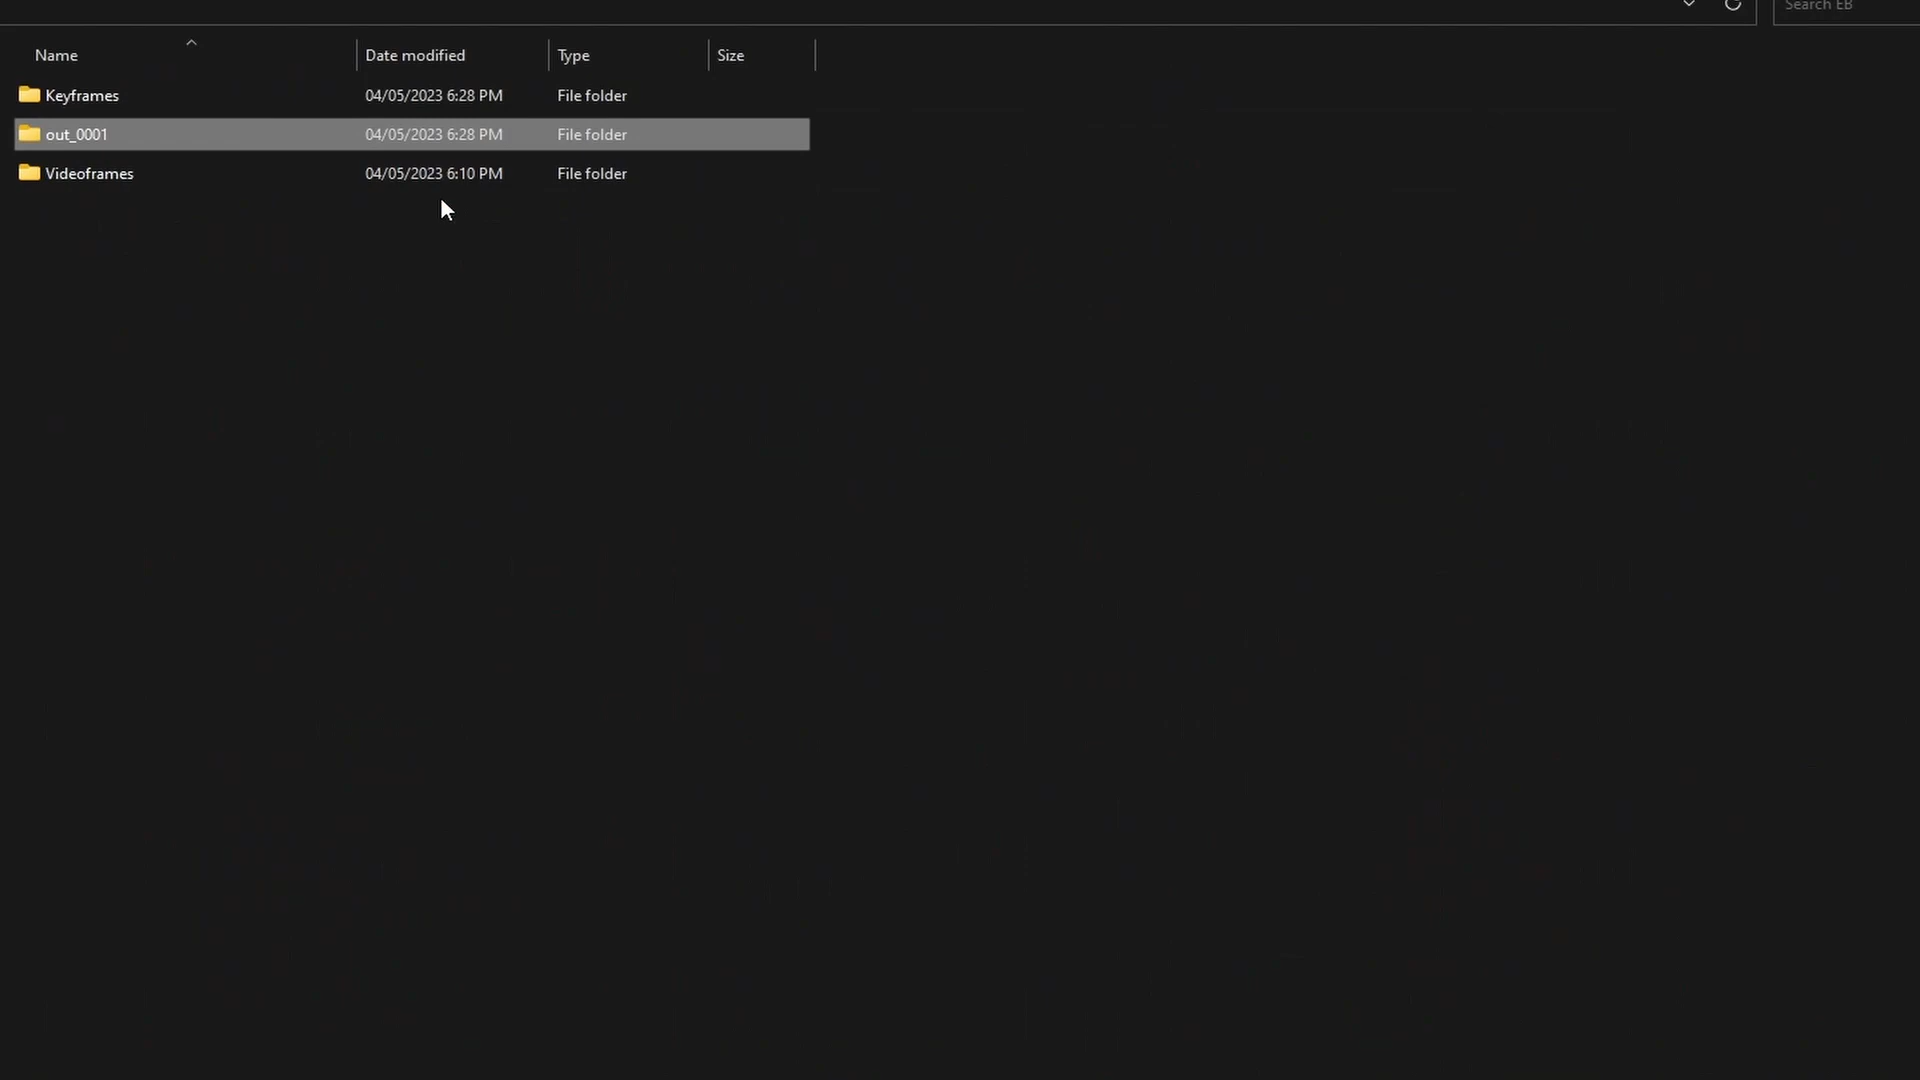 Search EB
Name Date modified Type Size
Keyframes 04/05/2023 6:28 PM File folder
out_0001 04/05/2023 6:28 PM File folder
Videoframes 04/05/2023 6:10 PM File folder